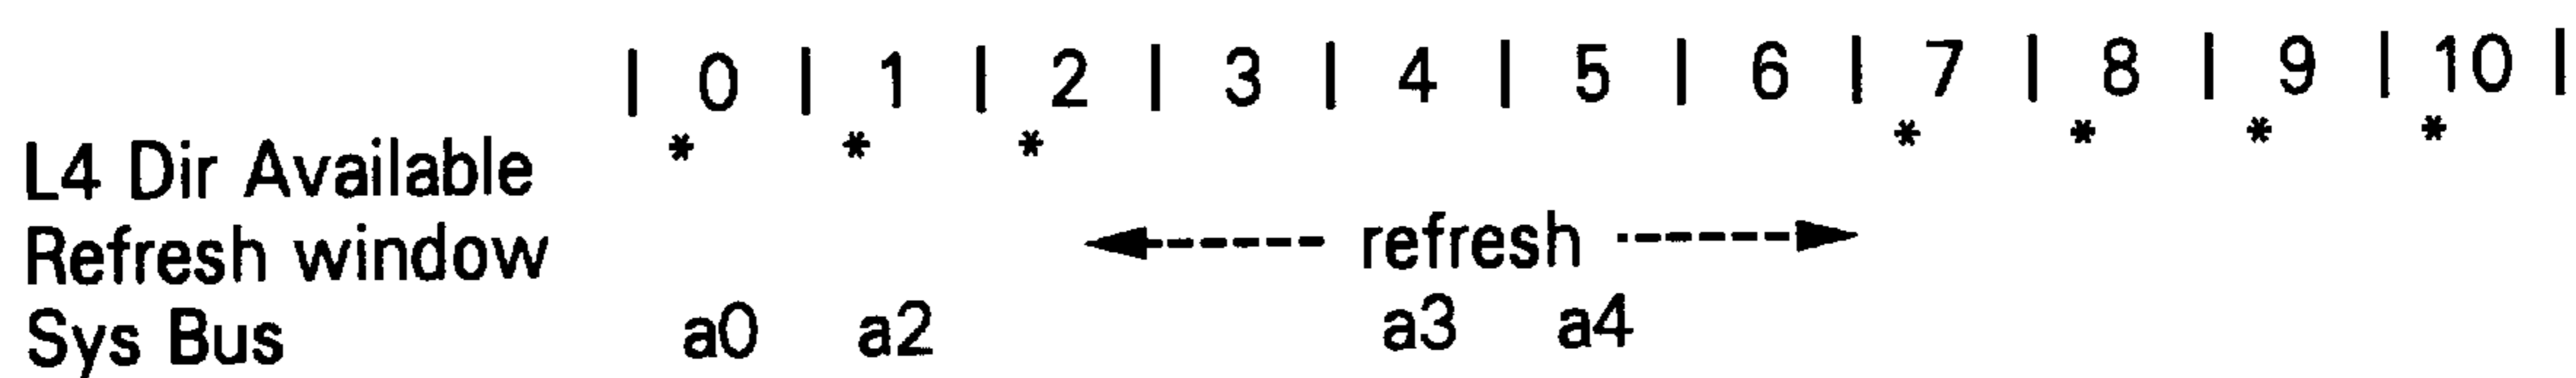 | 0 | 1 | 2 | 3 | 4 | 5 | 6 | 7 | 8 | 9 | 10 |
L4 Dir Available * * * * * * *
Refresh window refresh
Sys Bus a0 a2 a3 a4